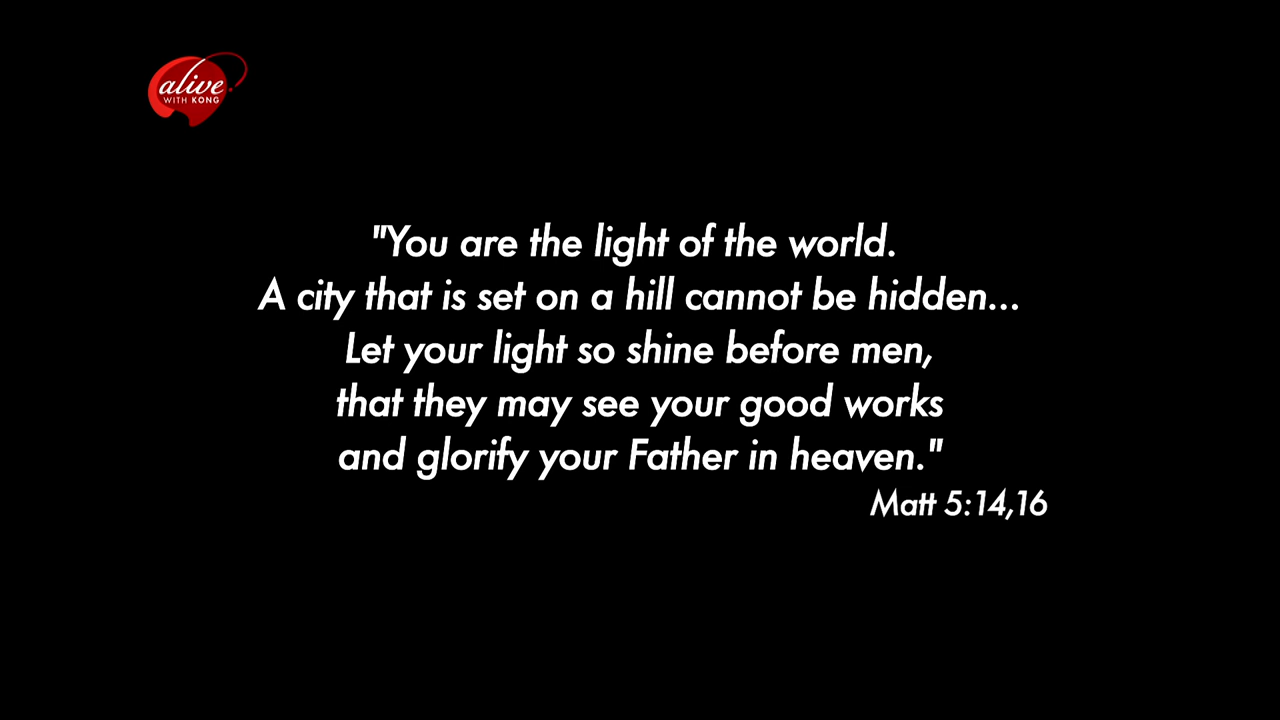 alive
WITH KONG
"You are the light of the world.
A city that is set on a hill cannot be hidden...
Let your light so shine before men,
that they may see your good works
and glorify your Father in heaven."
Matt 5:14,16